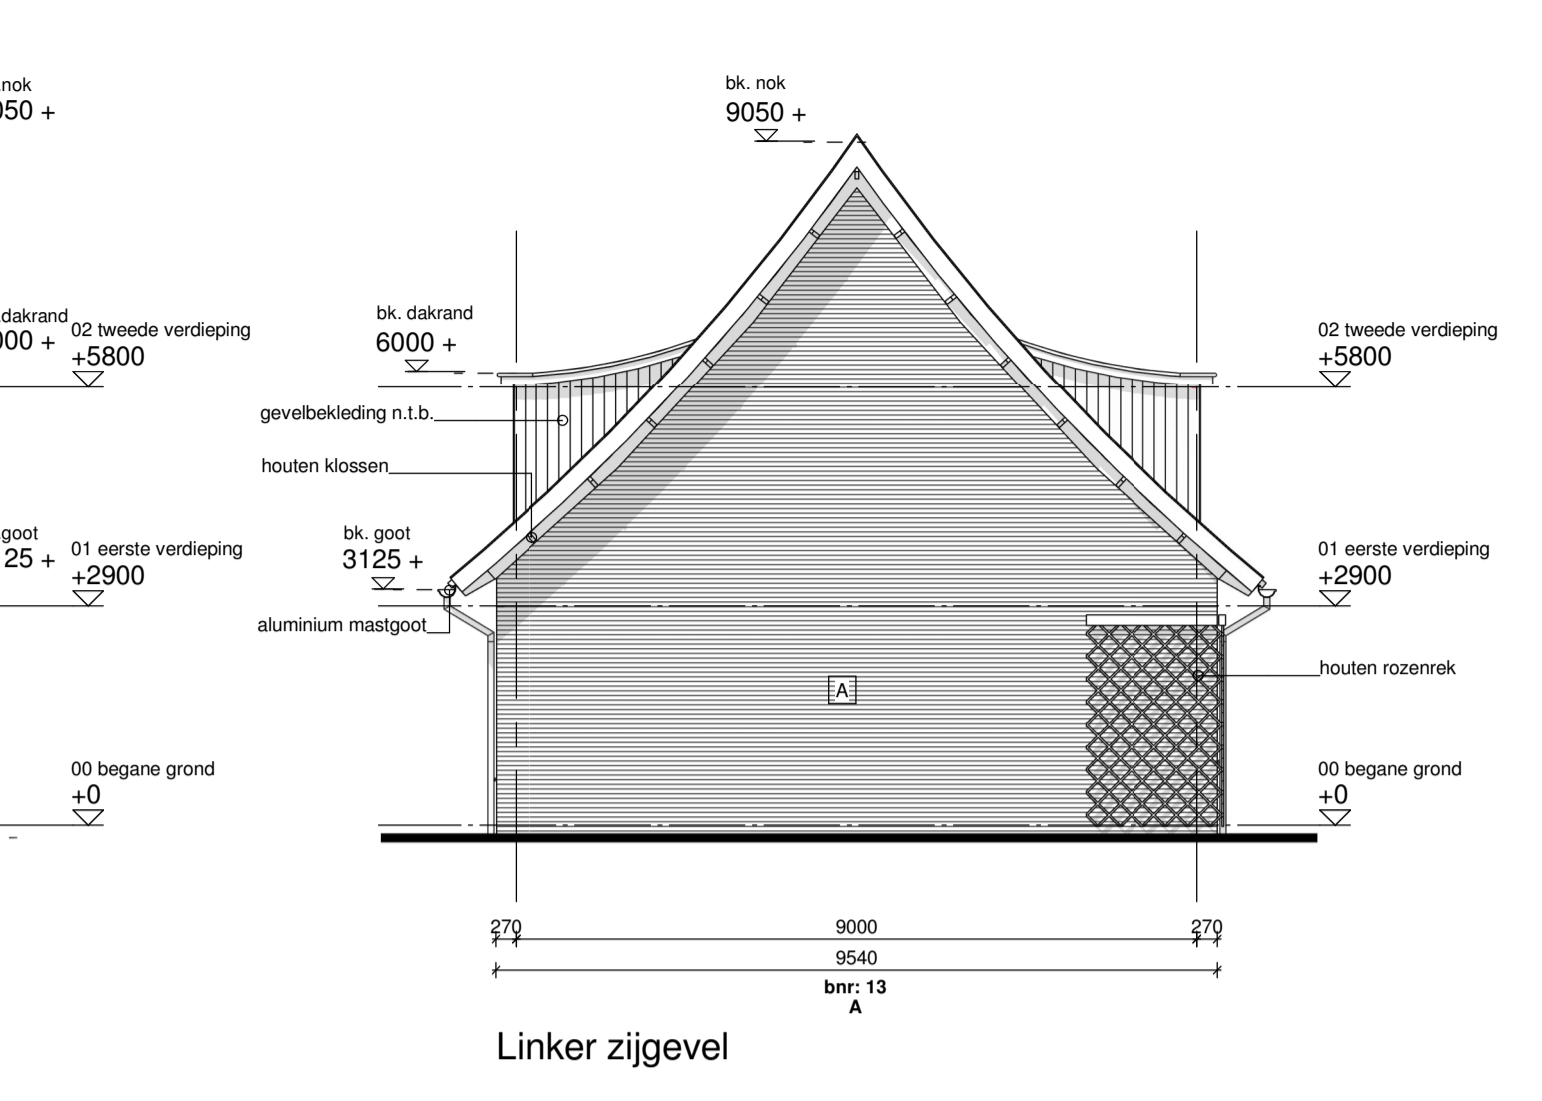 .nok
050 +
bk. nok
9050 +
.dakrand
000 +
02 tweede verdieping
+5800
bk. dakrand
6000 +
02 tweede verdieping
+5800
gevelbekleding n.t.b.
houten klossen
.goot
25 +
01 eerste verdieping
+2900
bk. goot
3125 +
01 eerste verdieping
+2900
aluminium mastgoot
houten rozenrek
A
00 begane grond
+0
00 begane grond
+0
270 9000 270
9540
bnr: 13
A
Linker zijgevel